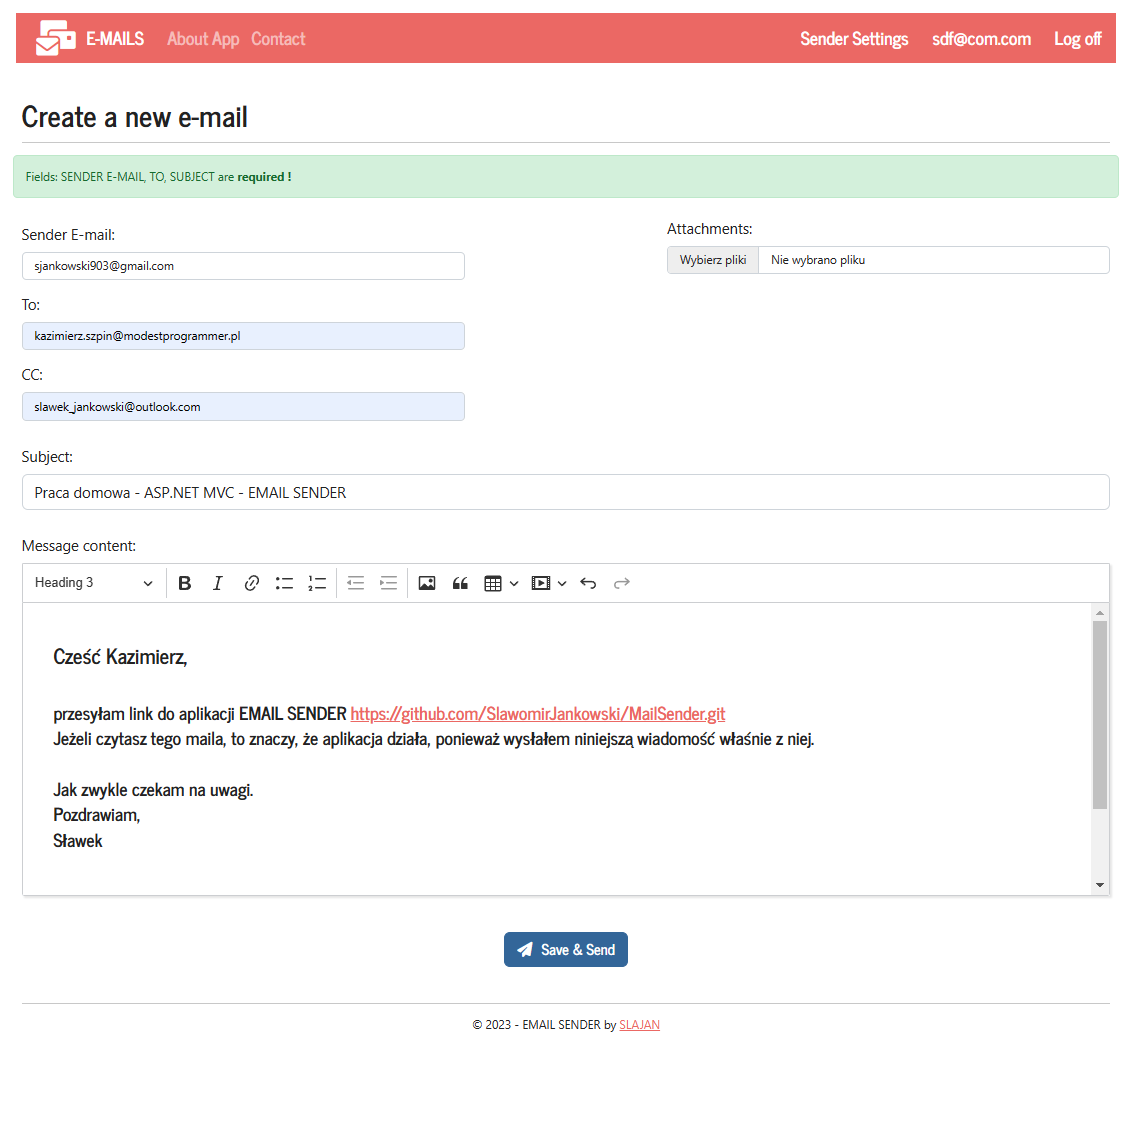 E-MAILS About App Contact Sender Settings sdf@com.com Log off
Create a new e-mail
Fields: SENDER E-MAIL, TO, SUBJECT are required !
Sender E-mail:
sjankowski903@gmail.com
Attachments:
Wybierz pliki Nie wybrano pliku
To:
kazimierz.szpin@modestprogrammer.pl
CC:
slawek_jankowski@outlook.com
Subject:
Praca domowa - ASP.NET MVC - EMAIL SENDER
Message content:
Heading 3
Cześć Kazimierz,
przesyłam link do aplikacji EMAIL SENDER https://github.com/SlawomirJankowski/MailSender.git
Jeżeli czytasz tego maila, to znaczy, że aplikacja działa, ponieważ wysłałem niniejszą wiadomość właśnie z niej.
Jak zwykle czekam na uwagi.
Pozdrawiam,
Sławek
Save & Send
© 2023 - EMAIL SENDER by SLAJAN